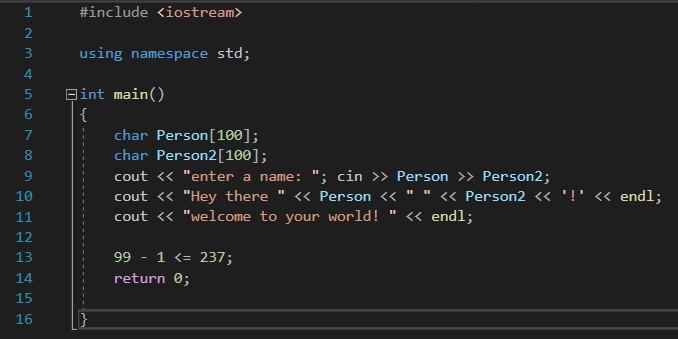 1 #include <iostream>
2
3 using namespace std;
4
5 int main()
6 {
7 char Person[100];
8 char Person2[100];
9 cout << "enter a name: "; cin >> Person >> Person2;
10 cout << "Hey there " << Person << " " << Person2 << '!' << endl;
11 cout << "welcome to your world! " << endl;
12
13 99 - 1 <= 237;
14 return 0;
15
16 }